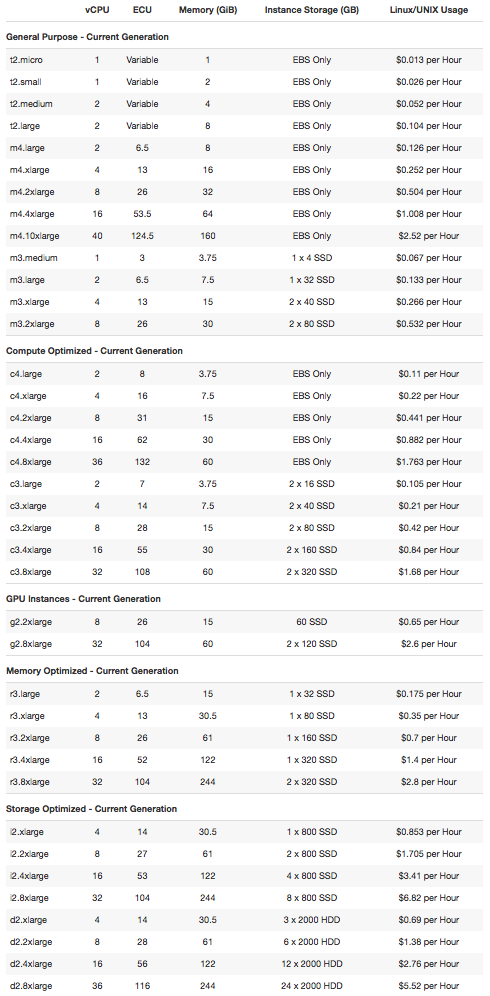 vCPU ECU Memory (GiB) Instance Storage (GB) Linux/UNIX Usage
General Purpose - Current Generation
t2.micro 1 Variable 1 EBS Only $0.013 per Hour
t2.small 1 Variable 2 EBS Only $0.026 per Hour
t2.medium 2 Variable 4 EBS Only $0.052 per Hour
t2.large 2 Variable 8 EBS Only $0.104 per Hour
m4.large 2 6.5 8 EBS Only $0.126 per Hour
m4.xlarge 4 13 16 EBS Only $0.252 per Hour
m4.2xlarge 8 26 32 EBS Only $0.504 per Hour
m4.4xlarge 16 53.5 64 EBS Only $1.008 per Hour
m4.10xlarge 40 124.5 160 EBS Only $2.52 per Hour
m3.medium 1 3 3.75 1 x 4 SSD $0.067 per Hour
m3.large 2 6.5 7.5 1 x 32 SSD $0.133 per Hour
m3.xlarge 4 13 15 2 x 40 SSD $0.266 per Hour
m3.2xlarge 8 26 30 2 x 80 SSD $0.532 per Hour
Compute Optimized - Current Generation
c4.large 2 8 3.75 EBS Only $0.11 per Hour
c4.xlarge 4 16 7.5 EBS Only $0.22 per Hour
c4.2xlarge 8 31 15 EBS Only $0.441 per Hour
c4.4xlarge 16 62 30 EBS Only $0.882 per Hour
c4.8xlarge 36 132 60 EBS Only $1.763 per Hour
c3.large 2 7 3.75 2 x 16 SSD $0.105 per Hour
c3.xlarge 4 14 7.5 2 x 40 SSD $0.21 per Hour
c3.2xlarge 8 28 15 2 x 80 SSD $0.42 per Hour
c3.4xlarge 16 55 30 2 x 160 SSD $0.84 per Hour
c3.8xlarge 32 108 60 2 x 320 SSD $1.68 per Hour
GPU Instances - Current Generation
g2.2xlarge 8 26 15 60 SSD $0.65 per Hour
g2.8xlarge 32 104 60 2 x 120 SSD $2.6 per Hour
Memory Optimized - Current Generation
r3.large 2 6.5 15 1 x 32 SSD $0.175 per Hour
r3.xlarge 4 13 30.5 1 x 80 SSD $0.35 per Hour
r3.2xlarge 8 26 61 1 x 160 SSD $0.7 per Hour
r3.4xlarge 16 52 122 1 x 320 SSD $1.4 per Hour
r3.8xlarge 32 104 244 2 x 320 SSD $2.8 per Hour
Storage Optimized - Current Generation
i2.xlarge 4 14 30.5 1 x 800 SSD $0.853 per Hour
i2.2xlarge 8 27 61 2 x 800 SSD $1.705 per Hour
i2.4xlarge 16 53 122 4 x 800 SSD $3.41 per Hour
i2.8xlarge 32 104 244 8 x 800 SSD $6.82 per Hour
d2.xlarge 4 14 30.5 3 x 2000 HDD $0.69 per Hour
d2.2xlarge 8 28 61 6 x 2000 HDD $1.38 per Hour
d2.4xlarge 16 56 122 12 x 2000 HDD $2.76 per Hour
d2.8xlarge 36 116 244 24 x 2000 HDD $5.52 per Hour